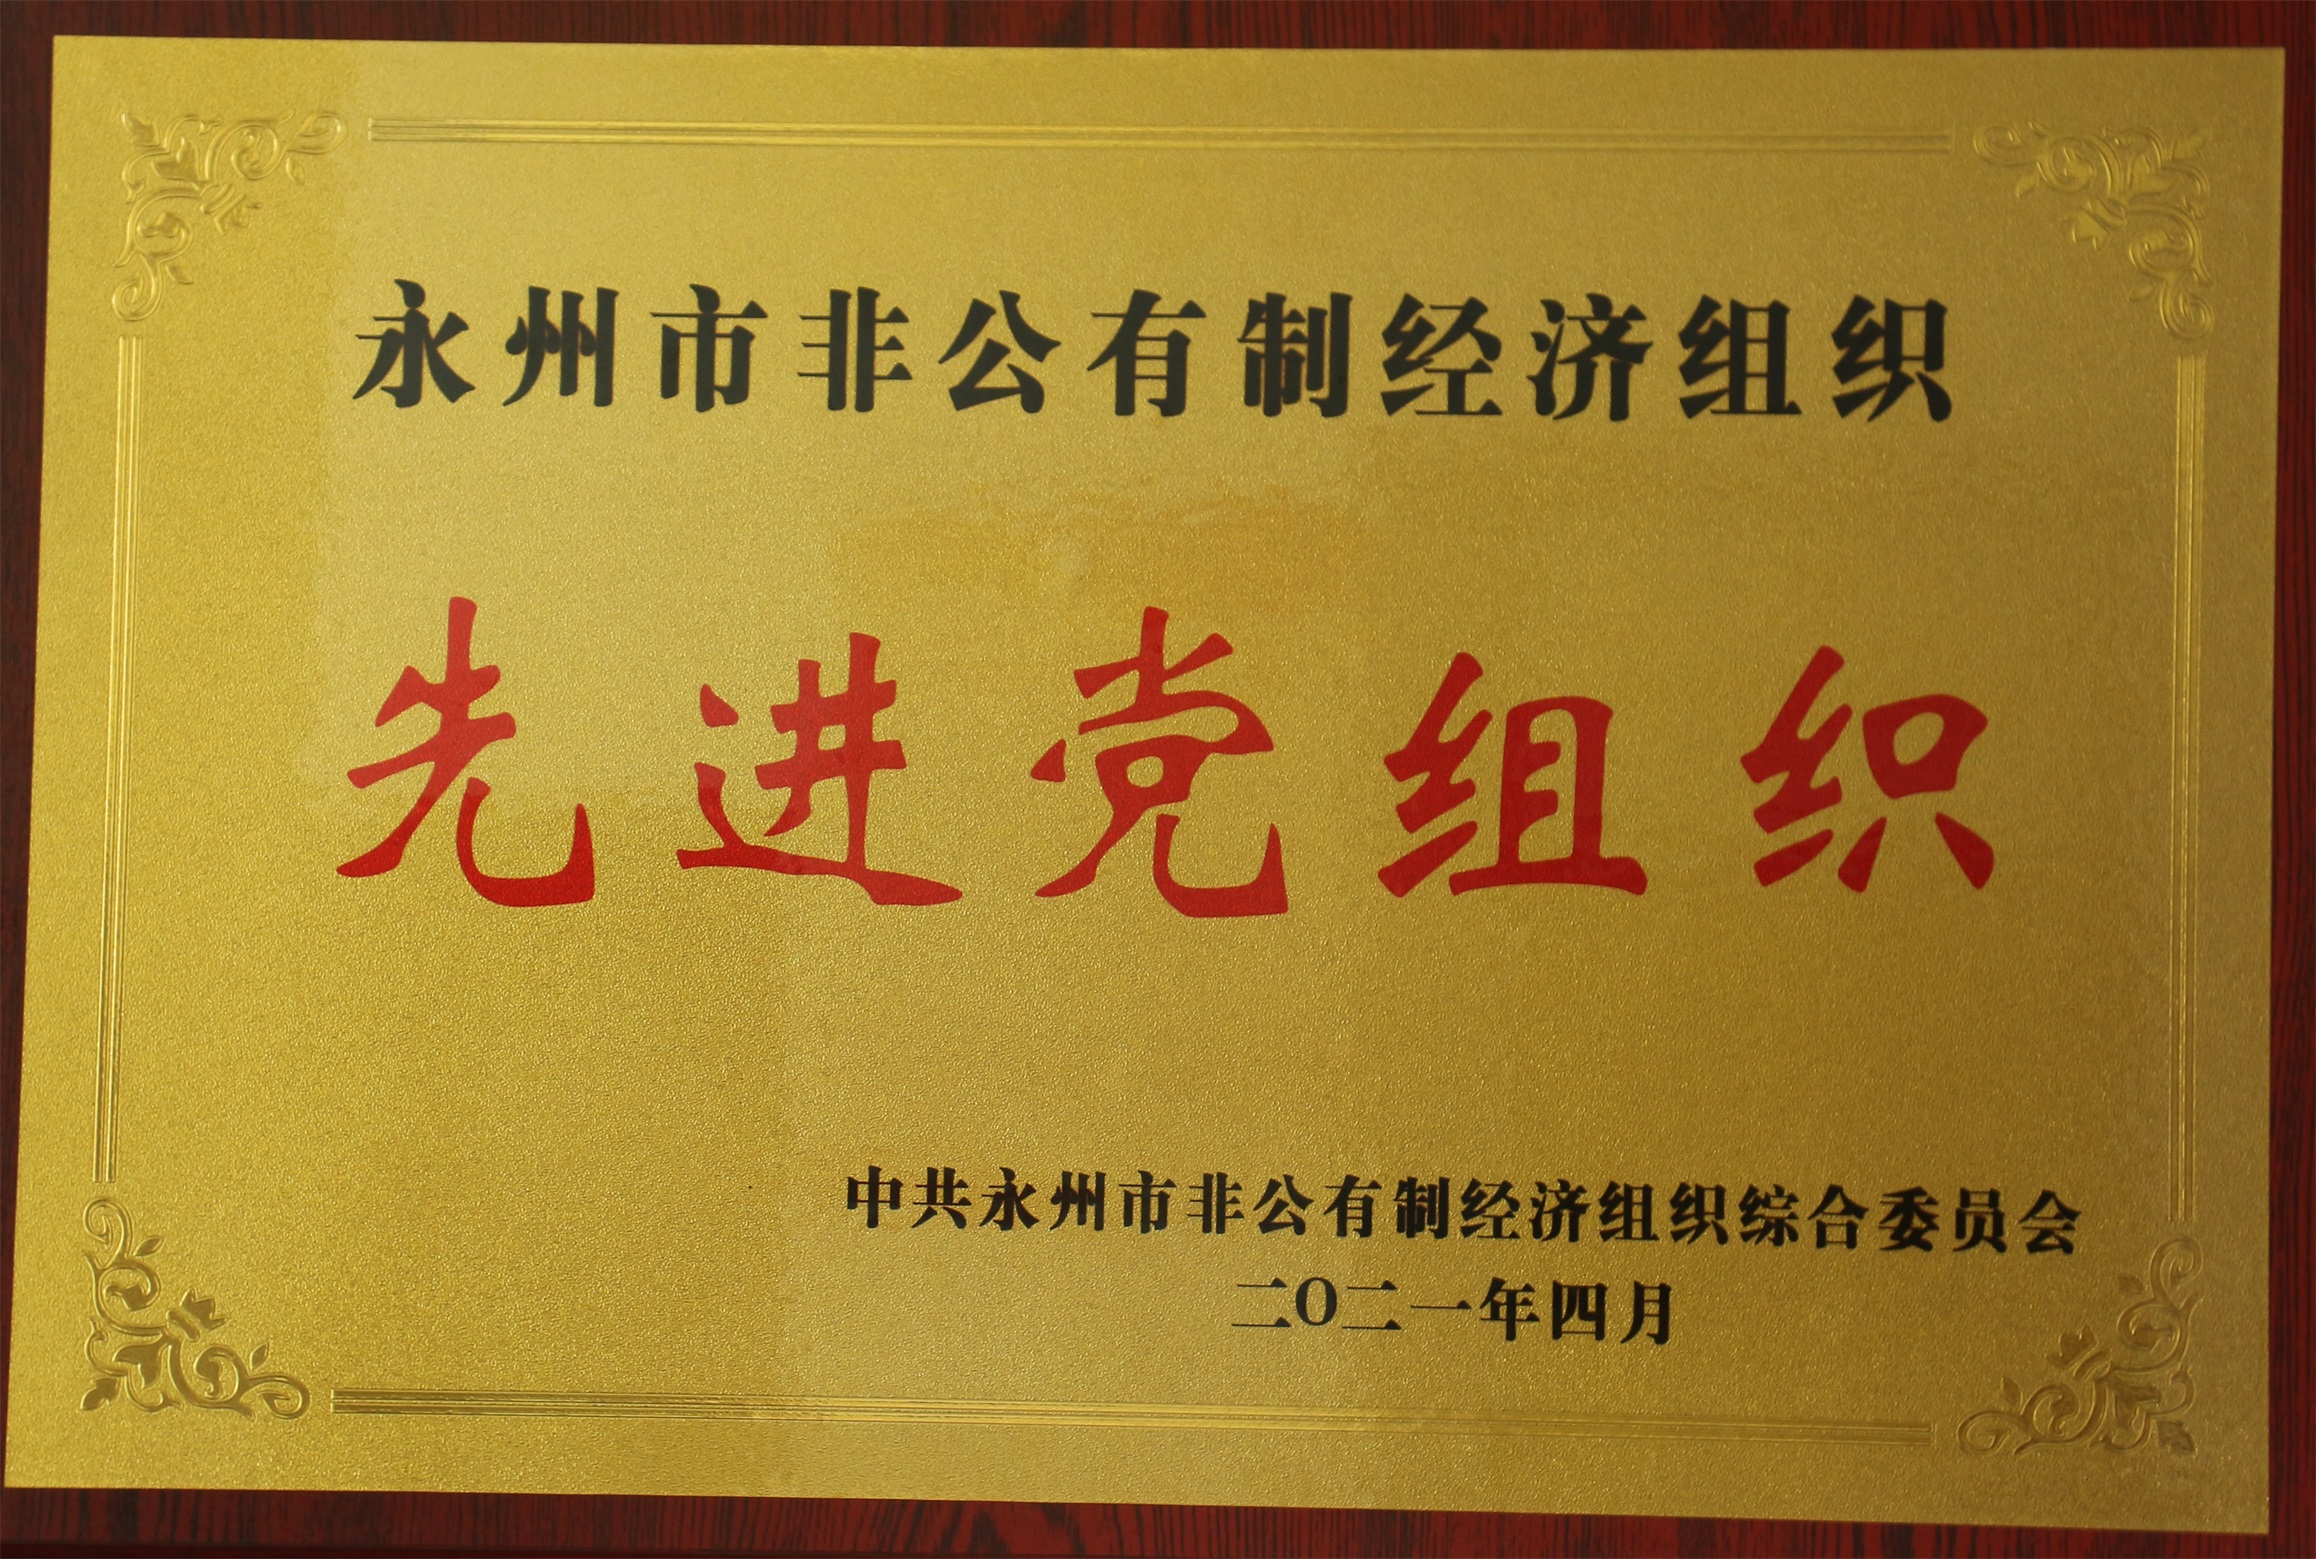 永州市非公有制经济组织
先进党组织
中共永州市非公有制经济组织综合委员会
二O二一年四月